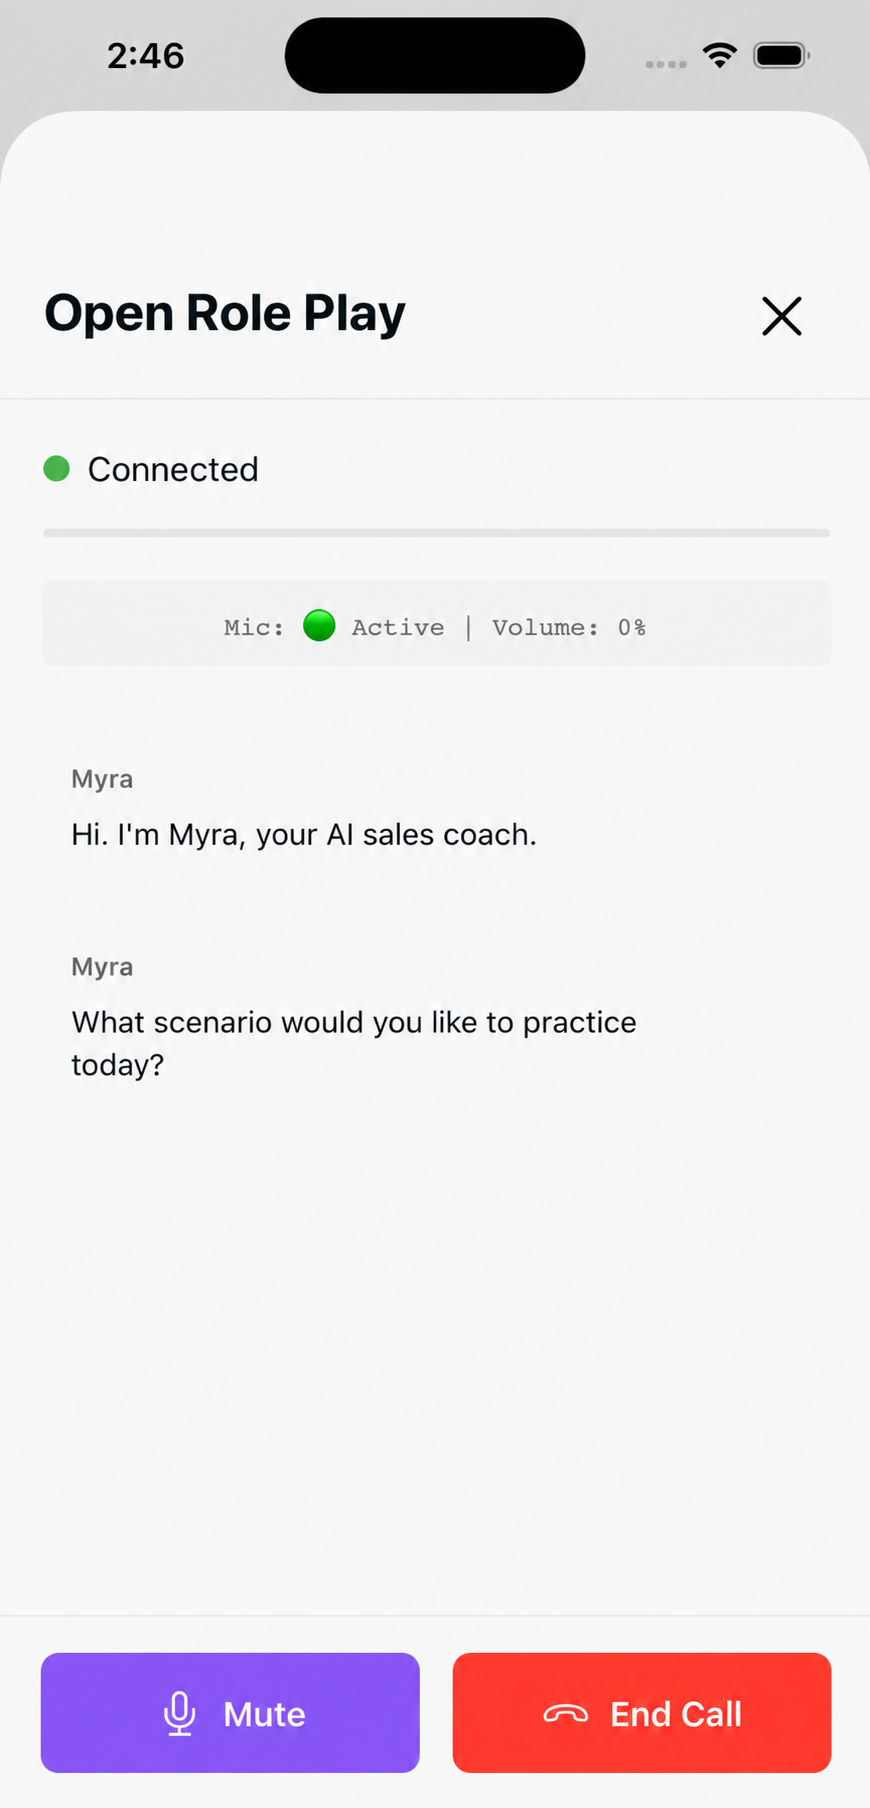 2:46
Open Role Play
Connected
Mic: 🟢 Active | Volume: 0%
Myra
Hi. I'm Myra, your AI sales coach.
Myra
What scenario would you like to practice
today?
Mute
End Call